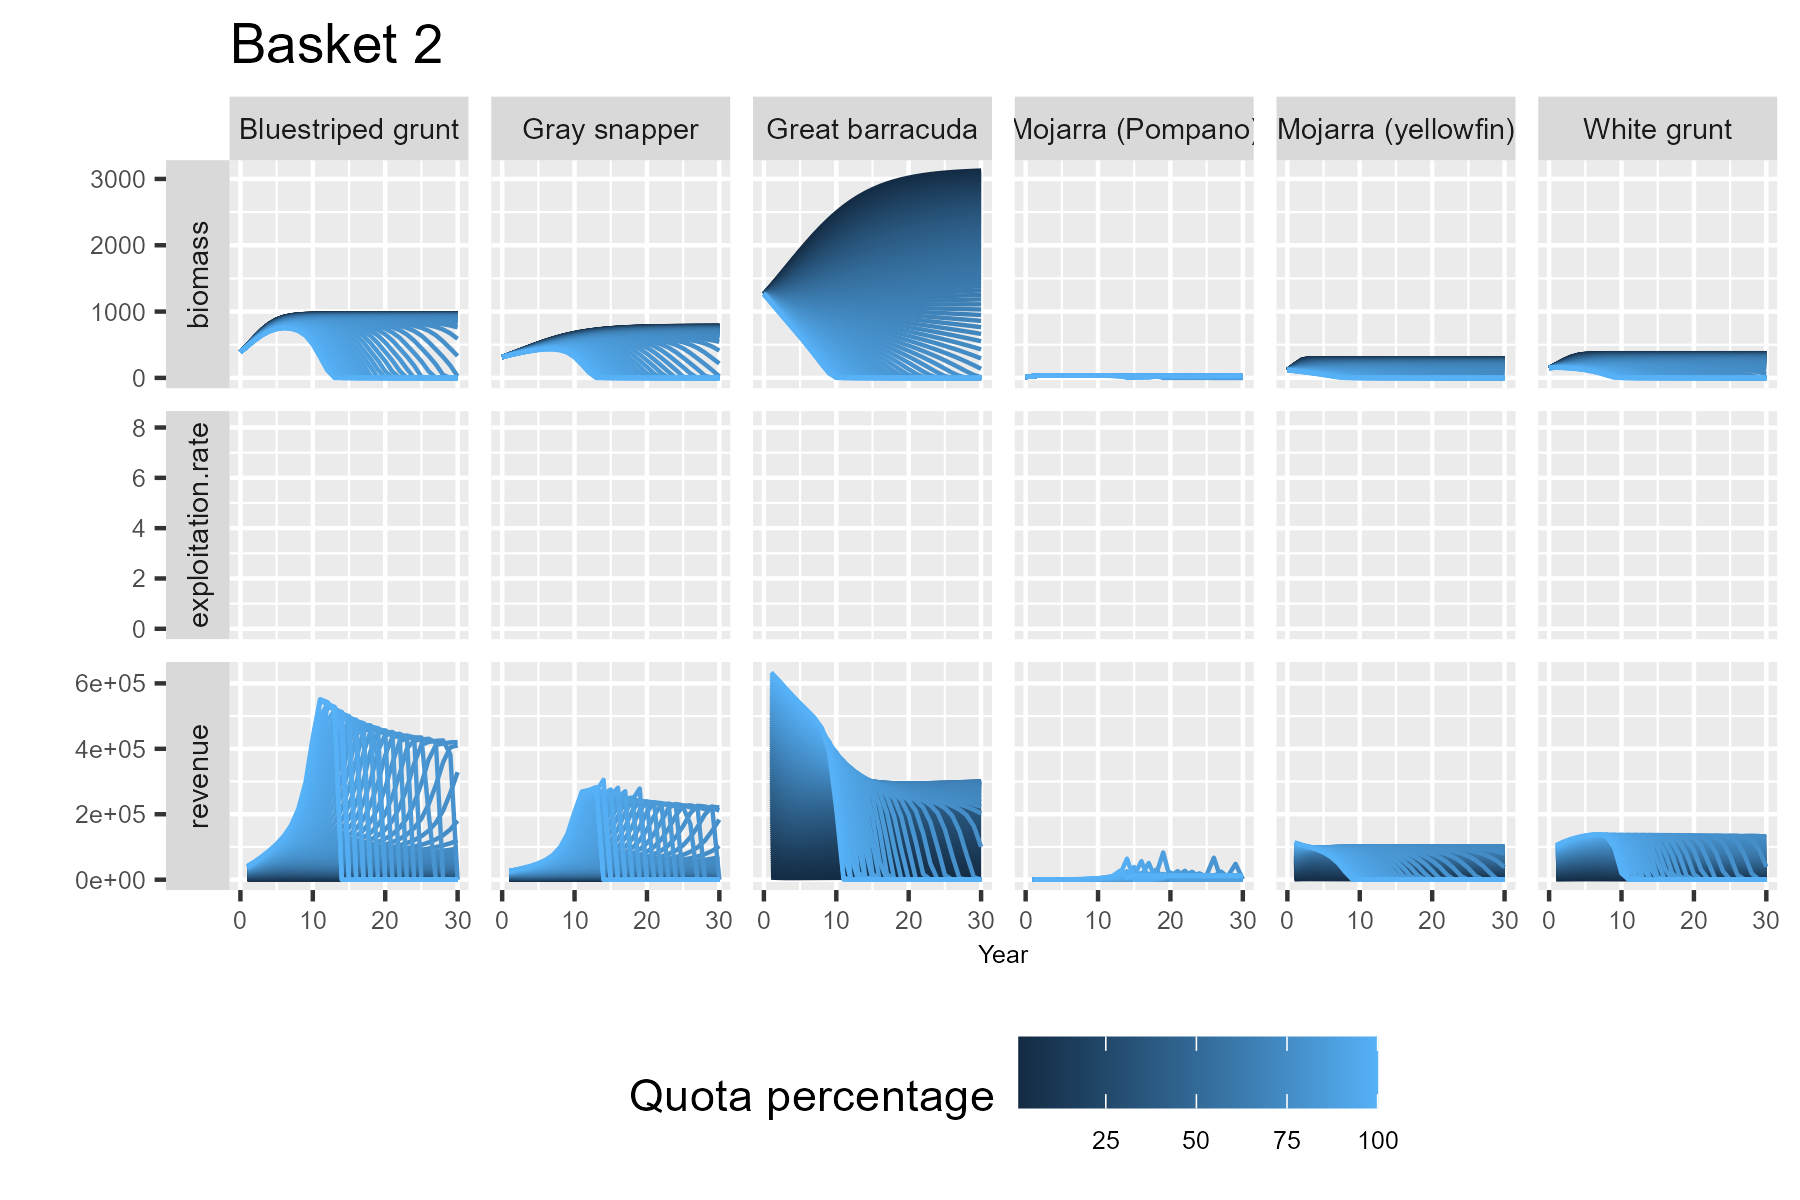 Basket 2
Bluestriped grunt
Gray snapper
Great barracuda
Mojarra (Pompano)
Mojarra (yellowfin)
White grunt
biomass
3000
2000
1000
0
exploitation.rate
8
6
4
2
0
revenue
6e+05
4e+05
2e+05
0e+00
0 10 20 30
0 10 20 30
0 10 20 30
0 10 20 30
0 10 20 30
0 10 20 30
Year
Quota percentage
25 50 75 100